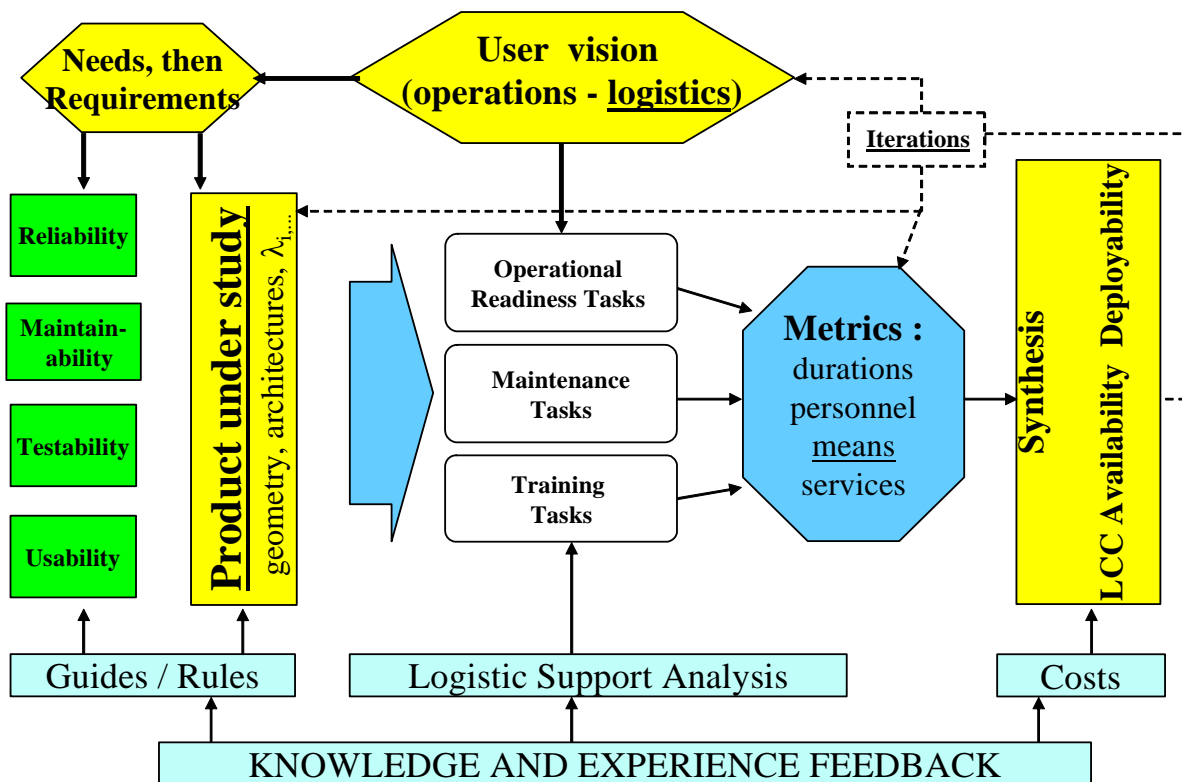 Needs, then
Requirements
User vision
(operations - logistics)
Iterations
Reliability
Maintain-
ability
Testability
Usability
Product under study
geometry, architectures, λi,...
Operational
Readiness Tasks
Maintenance
Tasks
Training
Tasks
Metrics :
durations
personnel
means
services
Synthesis
LCC Availability Deployability
Guides / Rules
Logistic Support Analysis
Costs
KNOWLEDGE AND EXPERIENCE FEEDBACK